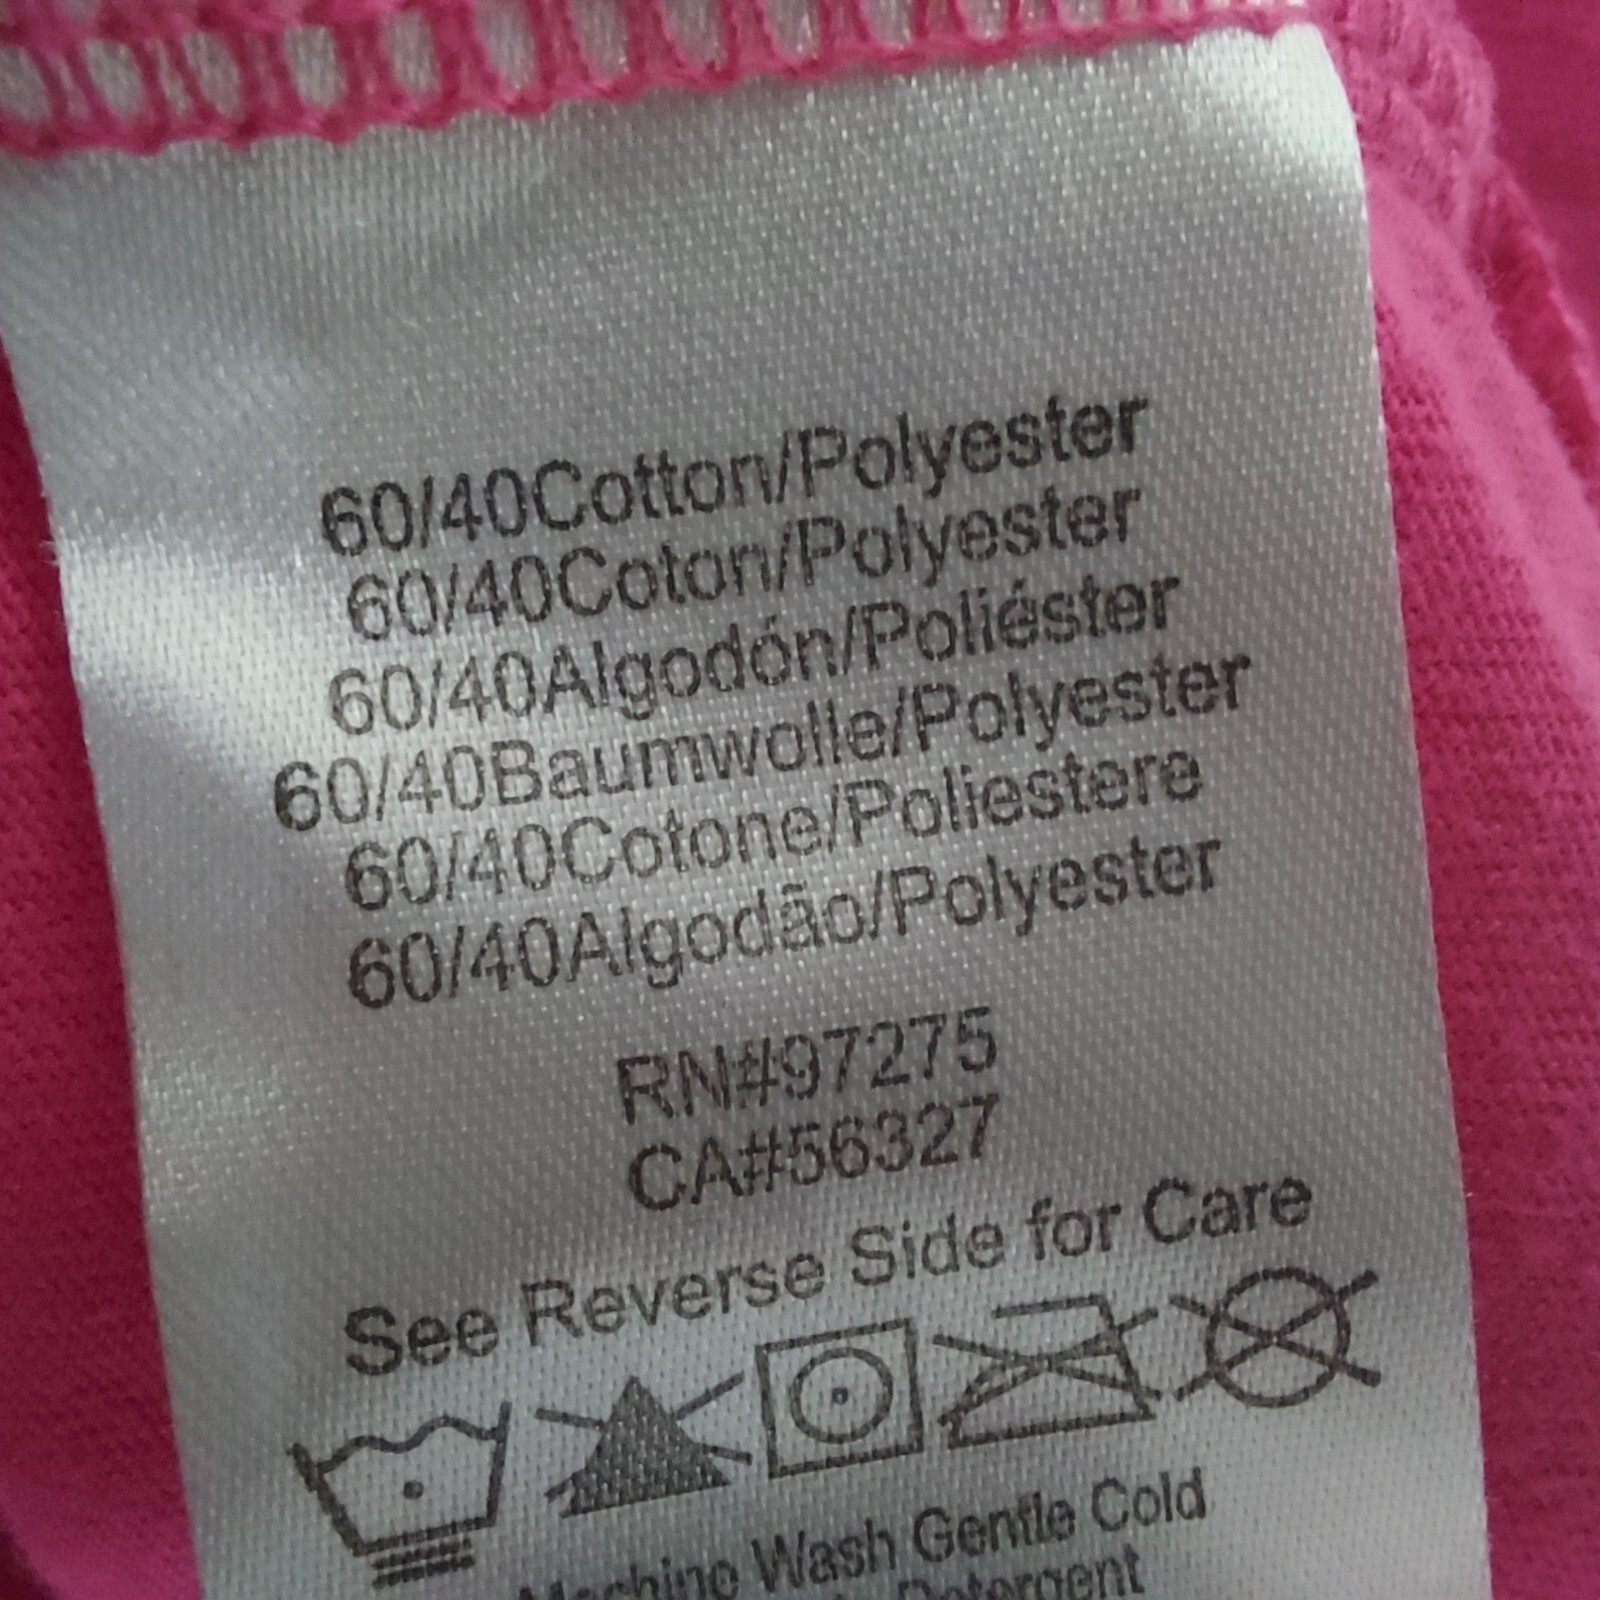 60/40Cotton/Polyester
60/40Coton/Polyester
60/40Algodón/Poliéster
60/40Baumwolle/Polyester
60/40Cotone/Poliestere
60/40Algodão/Polyester
RN#97275
CA#56327
See Reverse Side for Care
Machine Wash Gentle Cold
Detergent